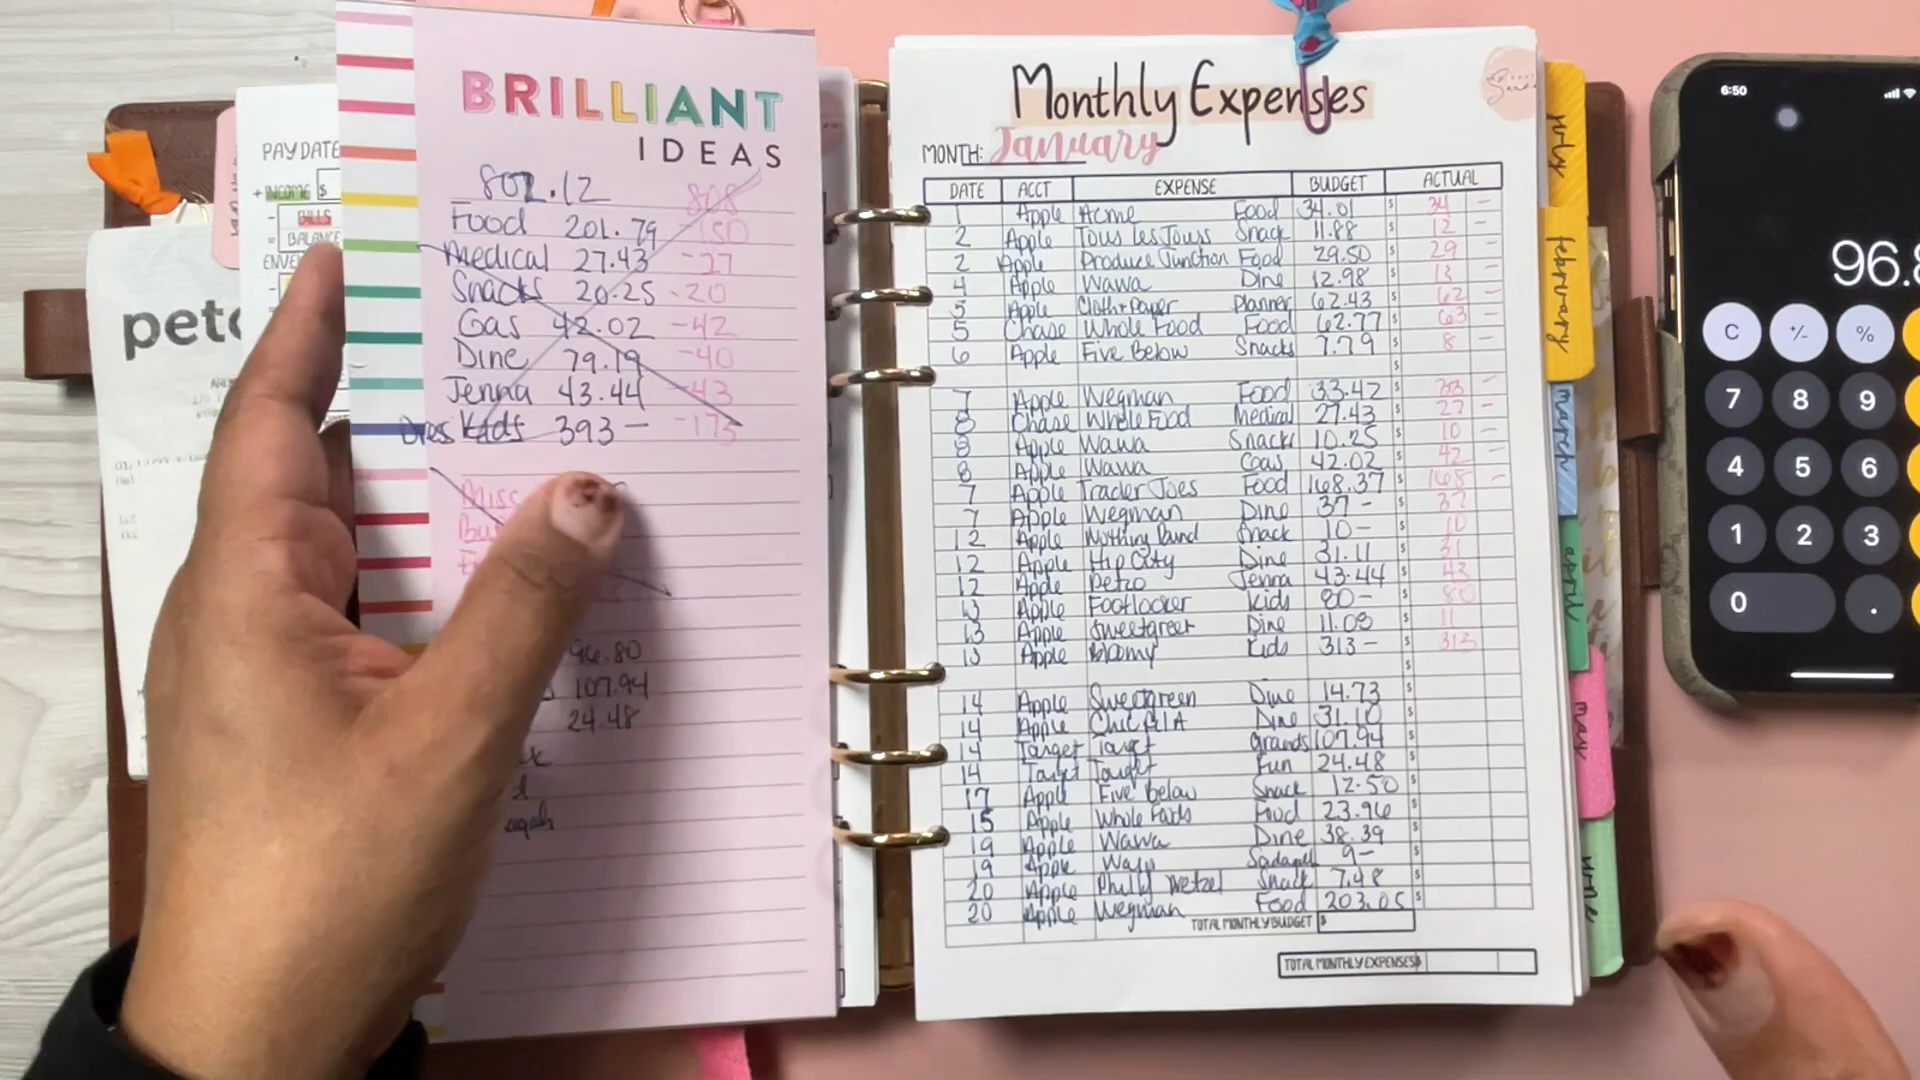 PAY DATE
+ INCOME $
- BILLS
= BALANCE
petc
BRILLIANT
IDEAS
802.12 808
Food 201.79 -150
Medical 27.43 -27
Snacks 20.25 -20
Gas 42.02 -42
Dine 79.19 -40
Jenna 43.44 -43
Kids 393 — -175
96.80
107.94
24.48
Monthly Expenses
MONTH: January
DATE ACCT EXPENSE BUDGET ACTUAL
1 Apple Acme Food 34.01 $ 34 —
2 Apple Tous Les Jours Snack 11.88 $ 12 —
2 Apple Produce Junction Food 29.50 $ 29 —
4 Apple Wawa Dine 12.98 $ 13 —
5 Apple Cloth+Paper Planner 62.43 $ 62 —
5 Chase Whole Food Food 62.77 $ 63 —
6 Apple Five Below Snacks 7.79 $ 8 —
$
7 Apple Wegman Food 33.42 $ 33 —
8 Chase Whole Food Medical 27.43 $ 27 —
8 Apple Wawa Snack 10.25 $ 10 —
8 Apple Wawa Gas 42.02 $ 42 —
7 Apple Trader Joes Food 168.37 $ 168 —
7 Apple Wegman Dine 37 — $ 37
12 Apple Nothing Bund Snack 10 — $ 10
12 Apple Hip City Dine 31.11 $ 31
12 Apple Petco Jenna 43.44 $ 43
13 Apple Footlocker Kids 80 — $ 80
13 Apple Sweetgreen Dine 11.08 $ 11
13 Apple Kids 313 — $ 313
$
14 Apple Sweetgreen Dine 14.73 $
14 Apple Chic fil A Dine 31.10 $
14 Target Target Grands 107.94 $
14 Target Target Fun 24.48 $
17 Apple Five Below Snack 12.50 $
15 Apple Whole Foods Food 23.96 $
19 Apple Wawa Dine 38.39 $
19 Apple 9 — $
20 Apple Philly Pretzel Snack 7.48 $
20 Apple Wegman Food 203.05 $
TOTAL MONTHLY BUDGET $
TOTAL MONTHLY EXPENSES $
february
march
april
may
june
6:50
96.8
C +/- %
7 8 9
4 5 6
1 2 3
0 .